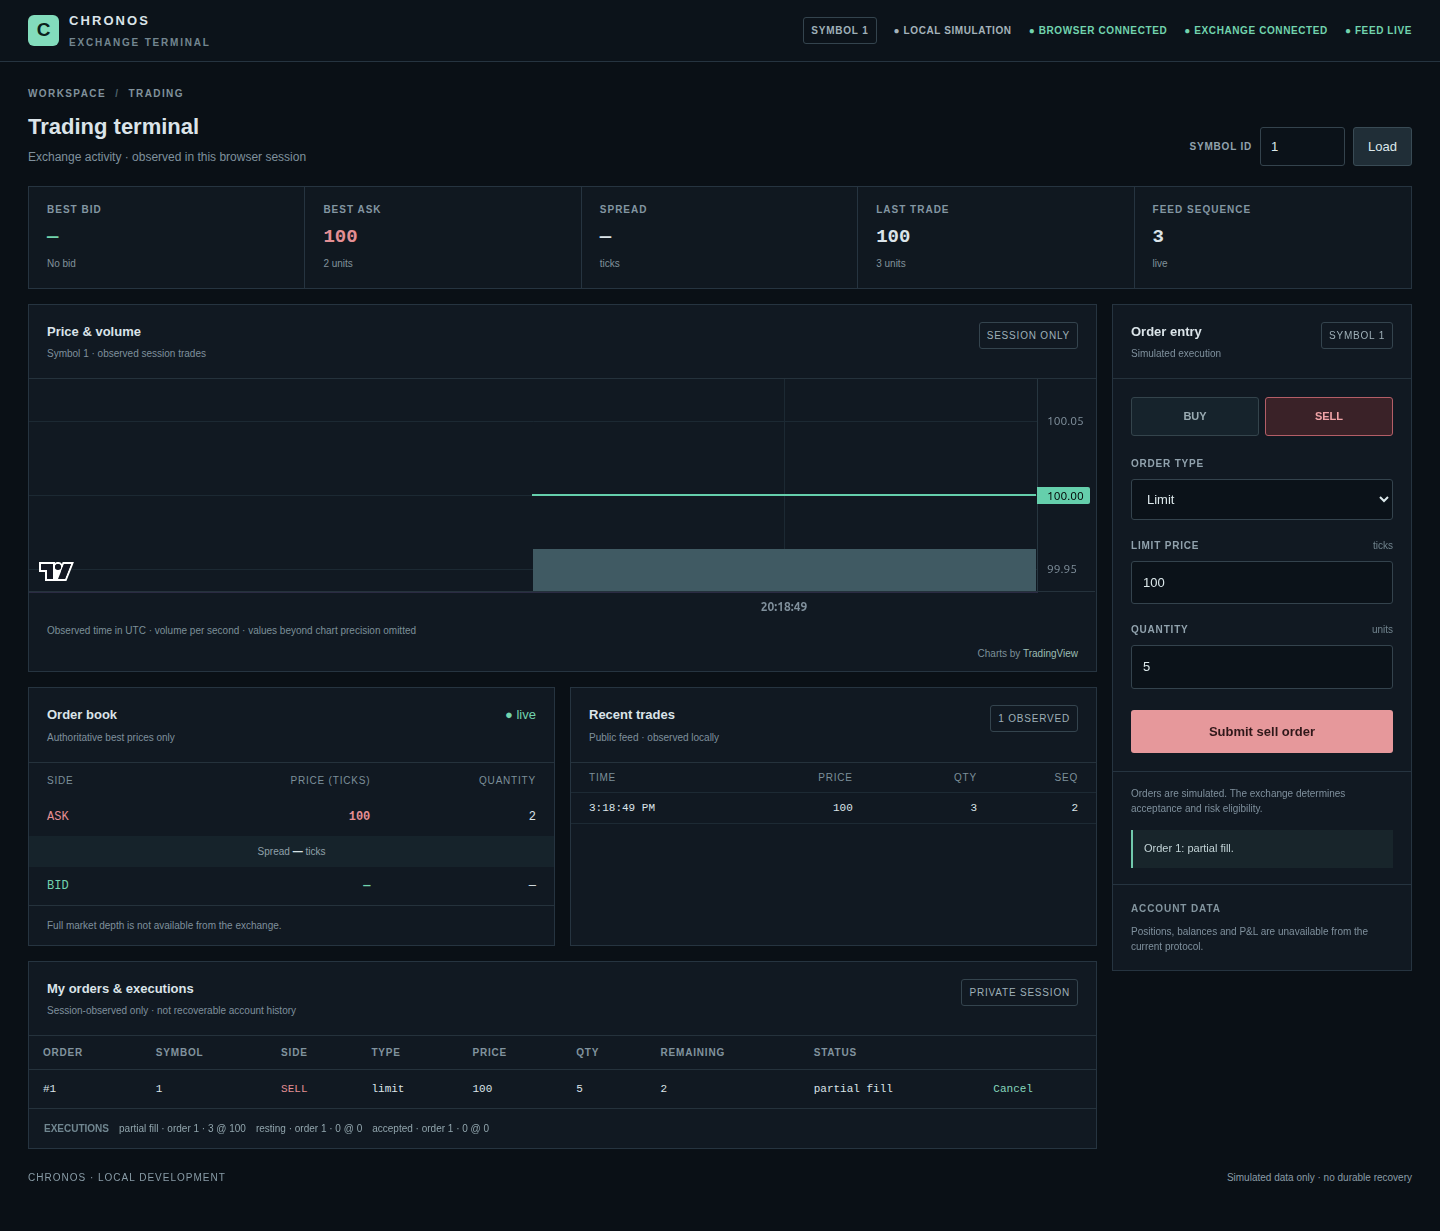 C CHRONOS
EXCHANGE TERMINAL
SYMBOL 1 ● LOCAL SIMULATION ● BROWSER CONNECTED ● EXCHANGE CONNECTED ● FEED LIVE
WORKSPACE / TRADING
Trading terminal
Exchange activity · observed in this browser session
SYMBOL ID 1 Load
BEST BID
—
No bid
BEST ASK
100
2 units
SPREAD
—
ticks
LAST TRADE
100
3 units
FEED SEQUENCE
3
live
Price & volume
Symbol 1 · observed session trades
SESSION ONLY
100.05
100.00
99.95
20:18:49
Observed time in UTC · volume per second · values beyond chart precision omitted
Charts by TradingView
Order entry
Simulated execution
SYMBOL 1
BUY SELL
ORDER TYPE
Limit
LIMIT PRICE ticks
100
QUANTITY units
5
Submit sell order
Orders are simulated. The exchange determines
acceptance and risk eligibility.
Order 1: partial fill.
ACCOUNT DATA
Positions, balances and P&L are unavailable from the
current protocol.
Order book
Authoritative best prices only
● live
SIDE PRICE (TICKS) QUANTITY
ASK 100 2
Spread — ticks
BID — —
Full market depth is not available from the exchange.
Recent trades
Public feed · observed locally
1 OBSERVED
TIME PRICE QTY SEQ
3:18:49 PM 100 3 2
My orders & executions
Session-observed only · not recoverable account history
PRIVATE SESSION
ORDER SYMBOL SIDE TYPE PRICE QTY REMAINING STATUS
#1 1 SELL limit 100 5 2 partial fill Cancel
EXECUTIONS partial fill · order 1 · 3 @ 100 resting · order 1 · 0 @ 0 accepted · order 1 · 0 @ 0
CHRONOS · LOCAL DEVELOPMENT
Simulated data only · no durable recovery